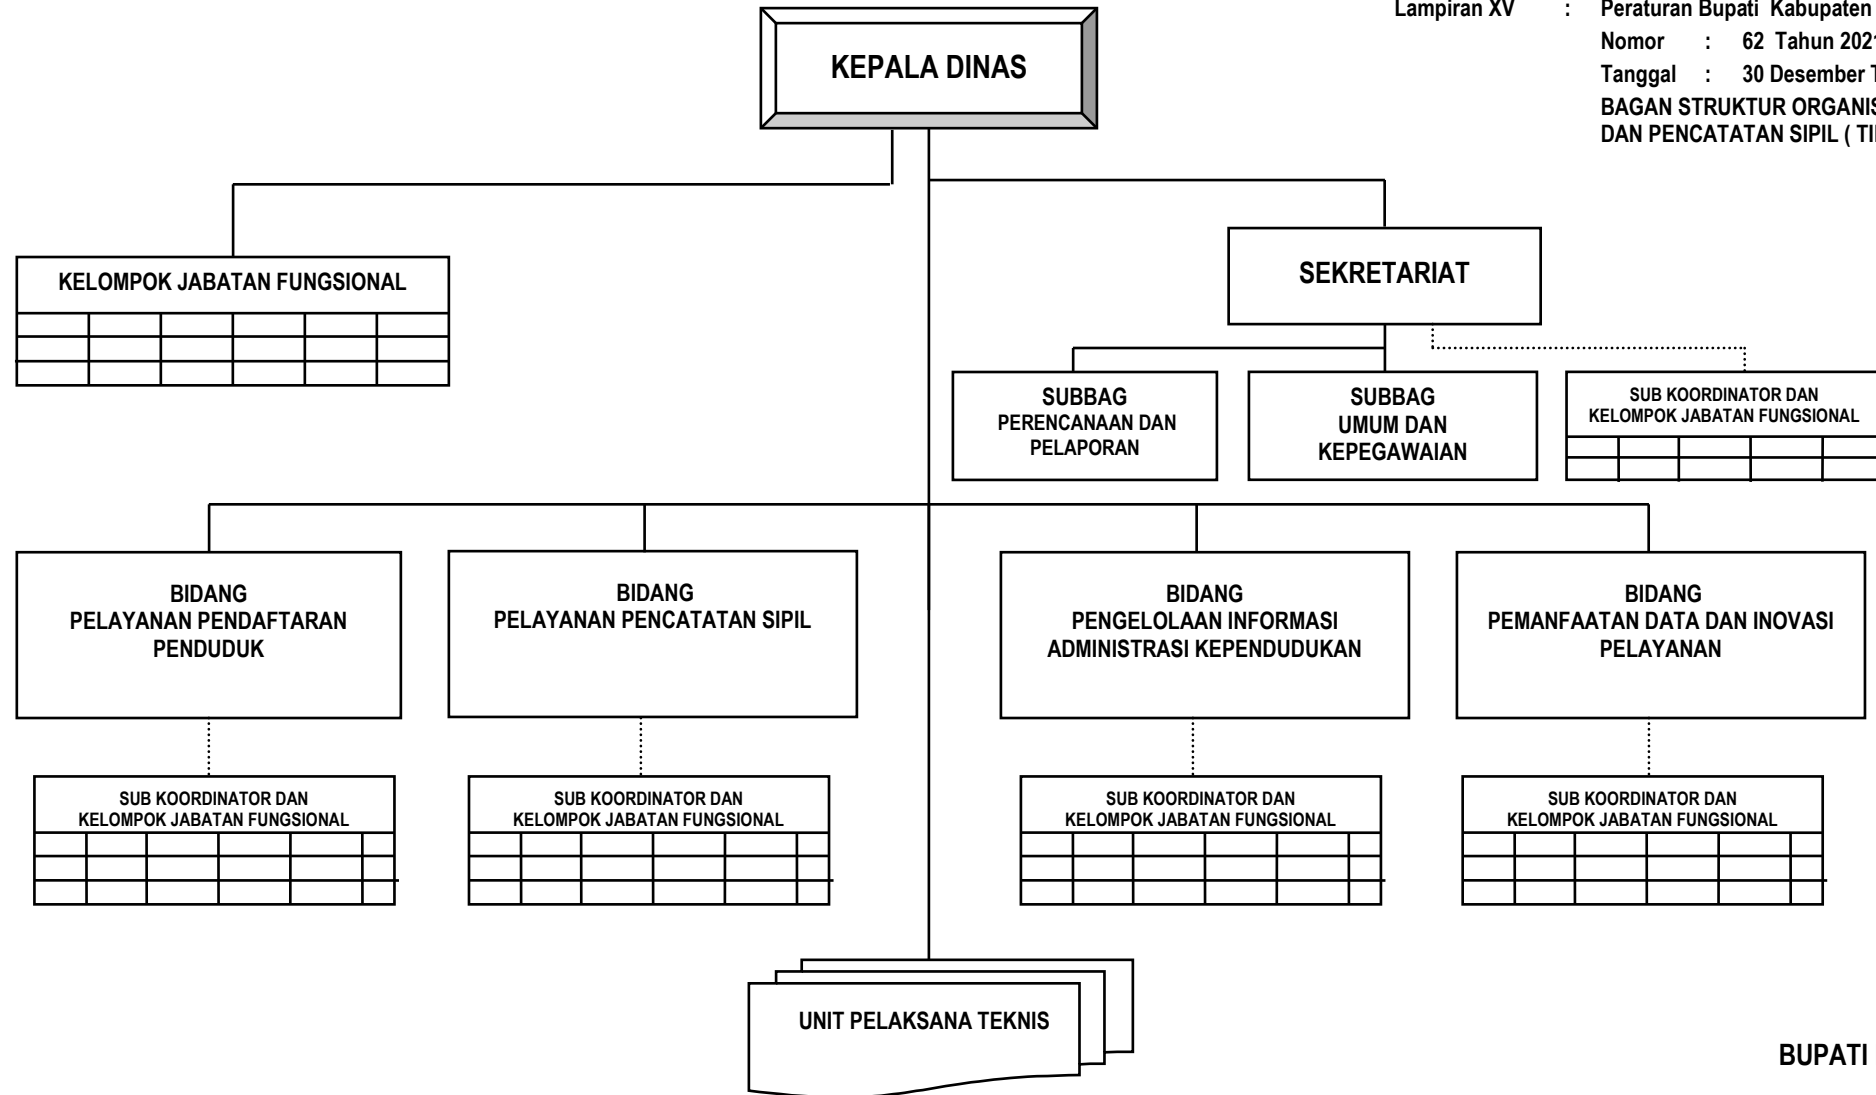 Lampiran XV : Peraturan Bupati Kabupaten
Nomor : 62 Tahun 2021
Tanggal : 30 Desember
BAGAN STRUKTUR
DAN PENCATATAN SIPIL (
KEPALA DINAS
KELOMPOK JABATAN FUNGSIONAL
SEKRETARIAT
SUBBAG
PERENCANAAN DAN
PELAPORAN
SUBBAG
UMUM DAN
KEPEGAWAIAN
SUB KOORDINATOR DAN
KELOMPOK JABATAN FUNGSIONAL
BIDANG
PELAYANAN PENDAFTARAN
PENDUDUK
BIDANG
PELAYANAN PENCATATAN SIPIL
BIDANG
PENGELOLAAN INFORMASI
ADMINISTRASI KEPENDUDUKAN
BIDANG
PEMANFAATAN DATA DAN INOVASI
PELAYANAN
SUB KOORDINATOR DAN
KELOMPOK JABATAN FUNGSIONAL
SUB KOORDINATOR DAN
KELOMPOK JABATAN FUNGSIONAL
SUB KOORDINATOR DAN
KELOMPOK JABATAN FUNGSIONAL
SUB KOORDINATOR DAN
KELOMPOK JABATAN FUNGSIONAL
UNIT PELAKSANA TEKNIS
BUPATI